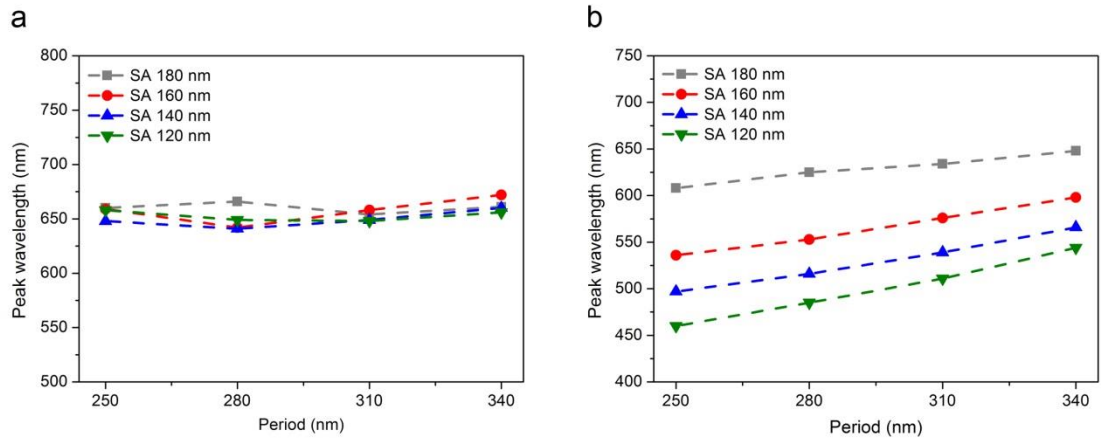 a
800
750
700
650
600
550
500
Peak wavelength (nm)
SA 180 nm
SA 160 nm
SA 140 nm
SA 120 nm
250 280 310 340
Period (nm)
b
750
700
650
600
550
500
450
400
Peak wavelength (nm)
SA 180 nm
SA 160 nm
SA 140 nm
SA 120 nm
250 280 310 340
Period (nm)